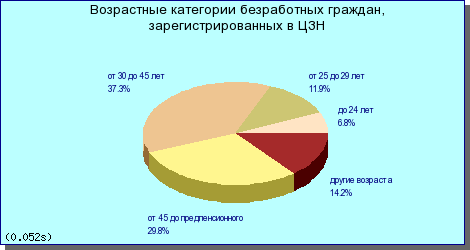 Возрастные категории безработных граждан,
зарегистрированных в ЦЗН
от 30 до 45 лет
37.3%
от 25 до 29 лет
11.9%
до 24 лет
6.8%
другие возраста
14.2%
от 45 до предпенсионного
29.8%
(0.052s)